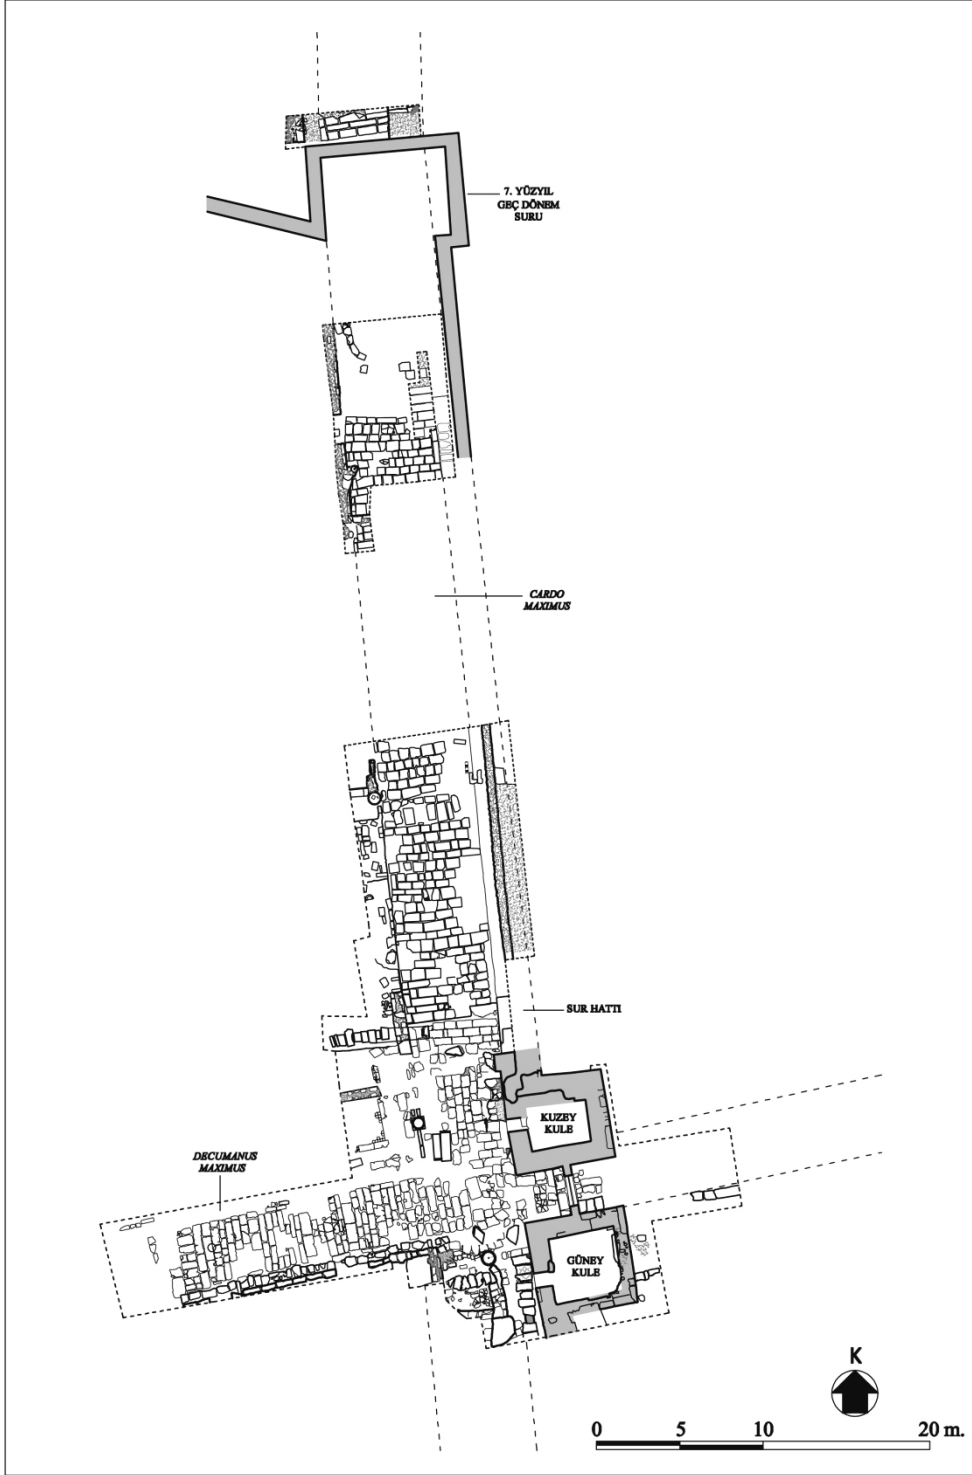 7. YÜZYIL
GEÇ DÖNEM
SURU
CARDO
MAXIMUS
SUR HATTI
KUZEY
KULE
DECUMANUS
MAXIMUS
GÜNEY
KULE
K
0 5 10 20 m.